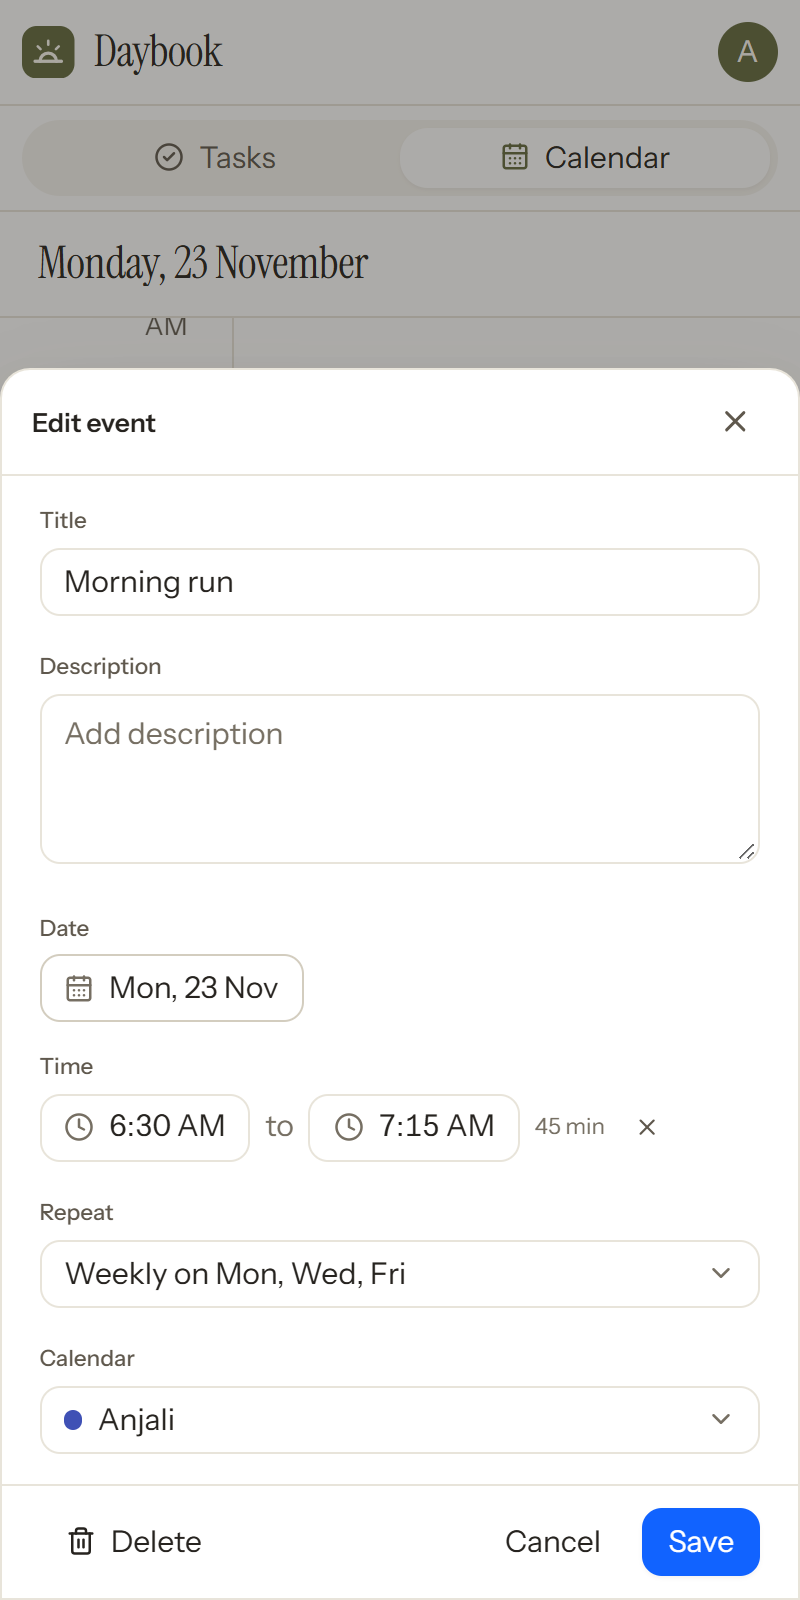 Daybook
A
Tasks
Calendar
Monday, 23 November
AM
Edit event
Title
Morning run
Description
Add description
Date
Mon, 23 Nov
Time
6:30 AM to 7:15 AM 45 min
Repeat
Weekly on Mon, Wed, Fri
Calendar
Anjali
Delete
Cancel
Save